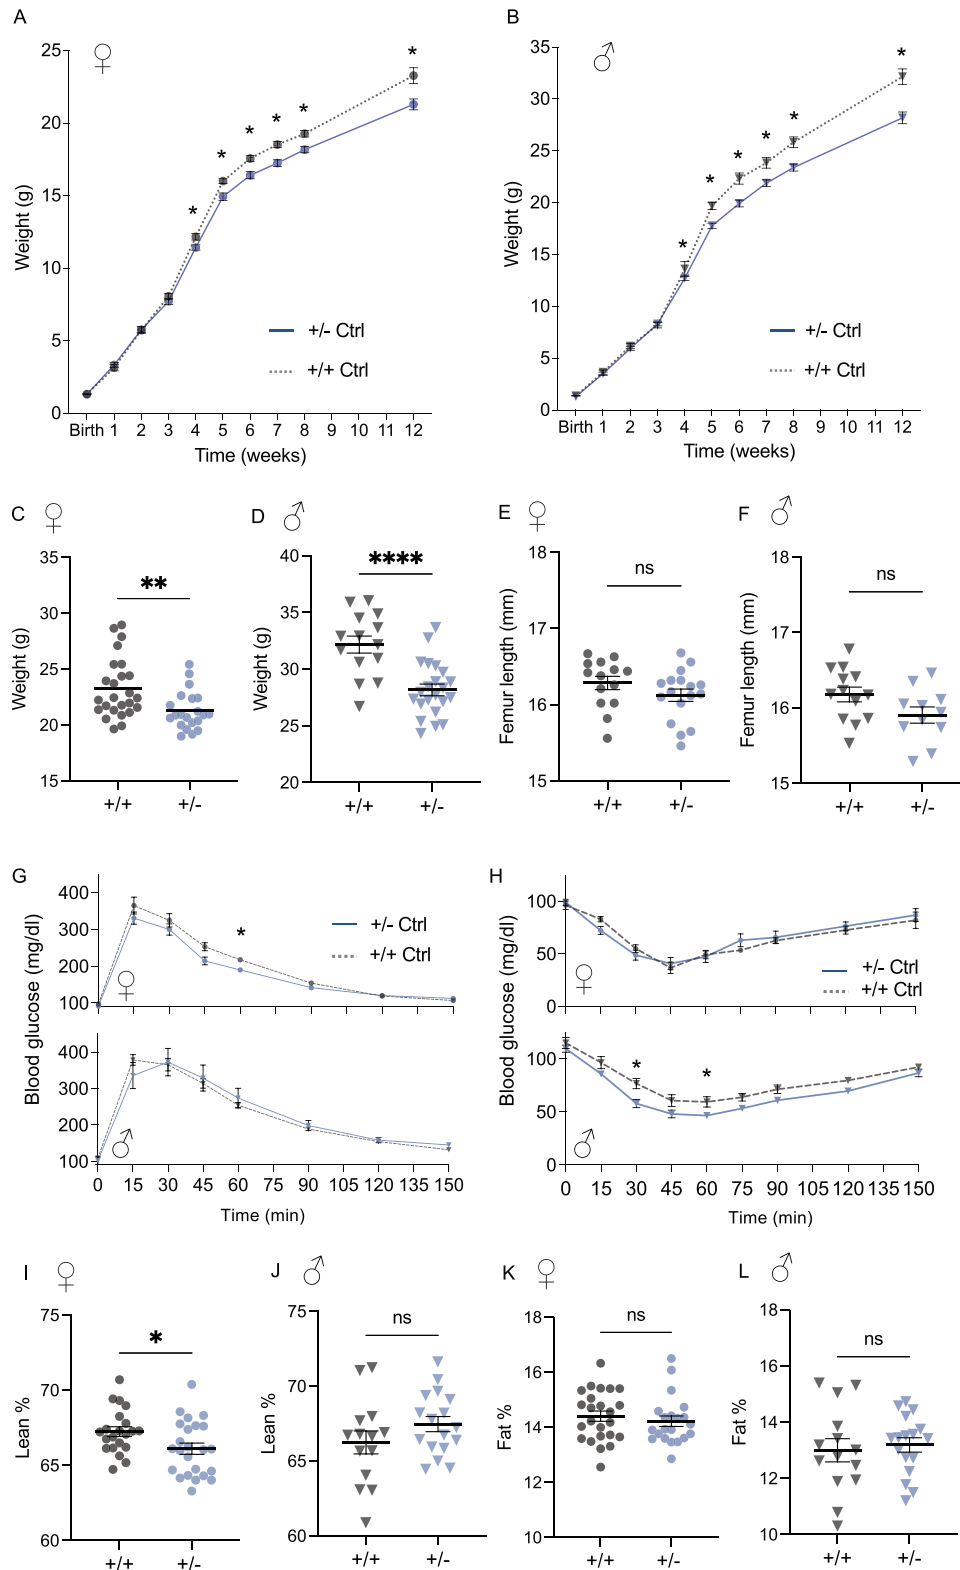 A
B
♀
♂
25
20
15
10
5
0
Weight (g)
* * * * * *
+/- Ctrl
+/+ Ctrl
Birth 1 2 3 4 5 6 7 8 9 10 11 12
Time (weeks)
35
30
25
20
15
10
5
0
Weight (g)
* * * * * *
+/- Ctrl
+/+ Ctrl
Birth 1 2 3 4 5 6 7 8 9 10 11 12
Time (weeks)
C ♀
35
30
25
20
15
Weight (g)
**
+/+ +/-
D ♂
40
35
30
25
20
Weight (g)
****
+/+ +/-
E ♀
18
17
16
15
Femur length (mm)
ns
+/+ +/-
F ♂
18
17
16
15
Femur length (mm)
ns
+/+ +/-
G
400
300
200
100
♀
*
+/- Ctrl
+/+ Ctrl
Blood glucose (mg/dl)
400
300
200
100
♂
0 15 30 45 60 75 90 105 120 135 150
Time (min)
H
100
50
0
♀
+/- Ctrl
+/+ Ctrl
Blood glucose (mg/dl)
100
50
0
♂
* *
0 15 30 45 60 75 90 105 120 135 150
Time (min)
I ♀
75
70
65
60
Lean %
*
+/+ +/-
J ♂
75
70
65
60
Lean %
ns
+/+ +/-
K ♀
18
16
14
12
10
Fat %
ns
+/+ +/-
L ♂
18
16
14
12
10
Fat %
ns
+/+ +/-